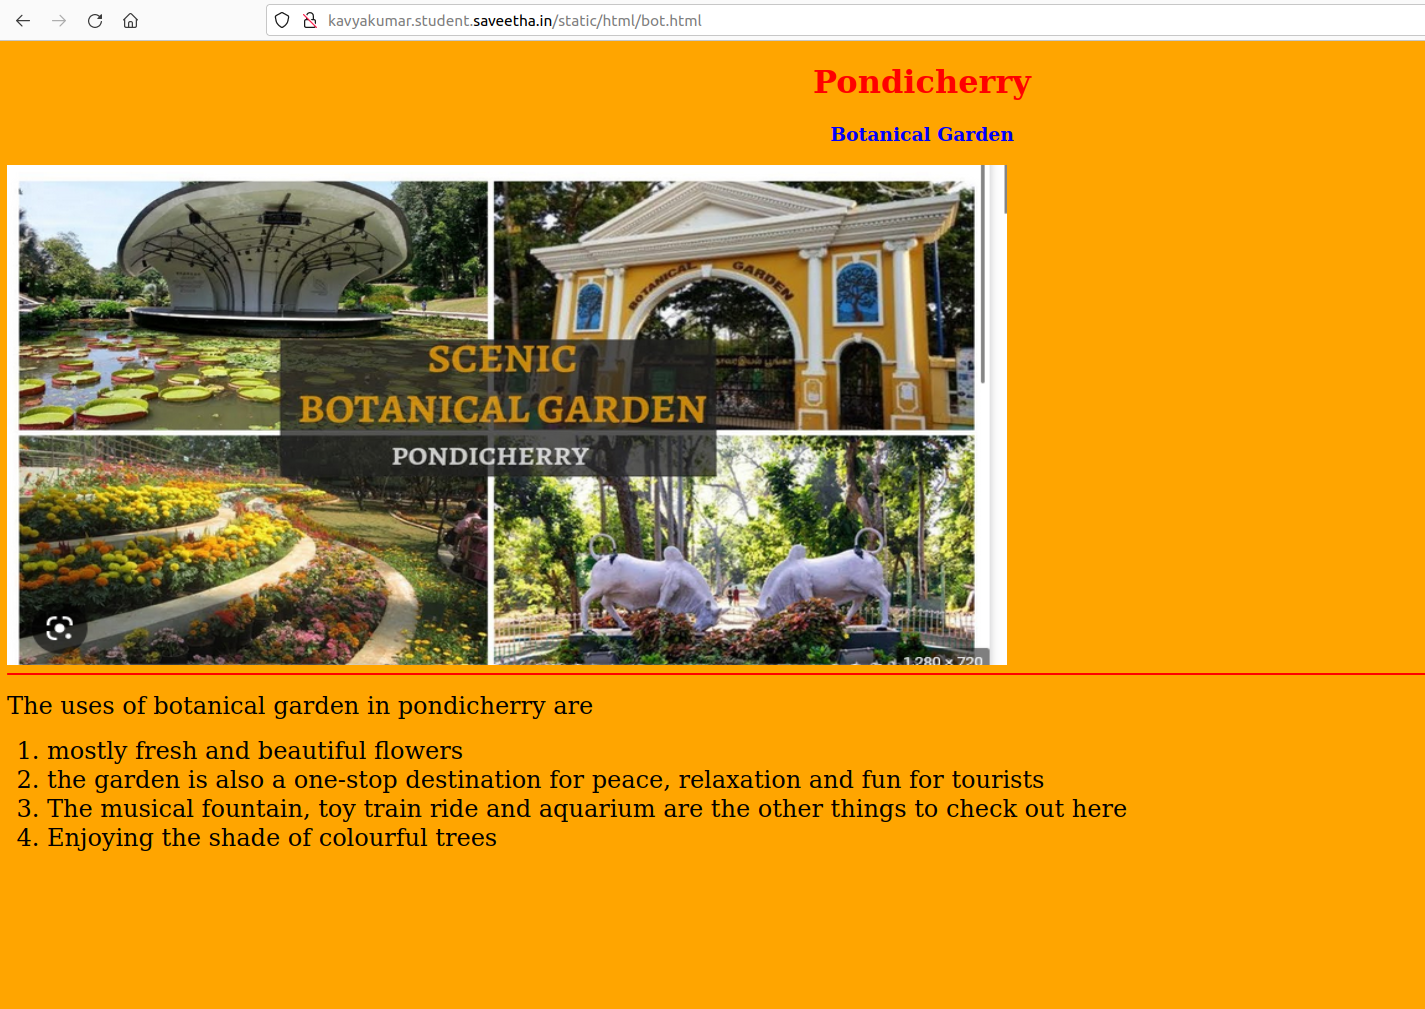 kavyakumar.student.saveetha.in/static/html/bot.html
Pondicherry
Botanical Garden
BOTANICAL GARDEN
SCENIC
BOTANICAL GARDEN
PONDICHERRY
1,280 × 720
The uses of botanical garden in pondicherry are
1. mostly fresh and beautiful flowers
2. the garden is also a one-stop destination for peace, relaxation and fun for tourists
3. The musical fountain, toy train ride and aquarium are the other things to check out here
4. Enjoying the shade of colourful trees